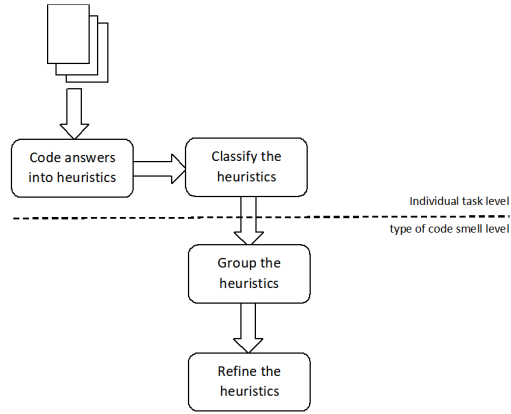 Code answers
into heuristics
Classify the
heuristics
Individual task level
type of code smell level
Group the
heuristics
Refine the
heuristics